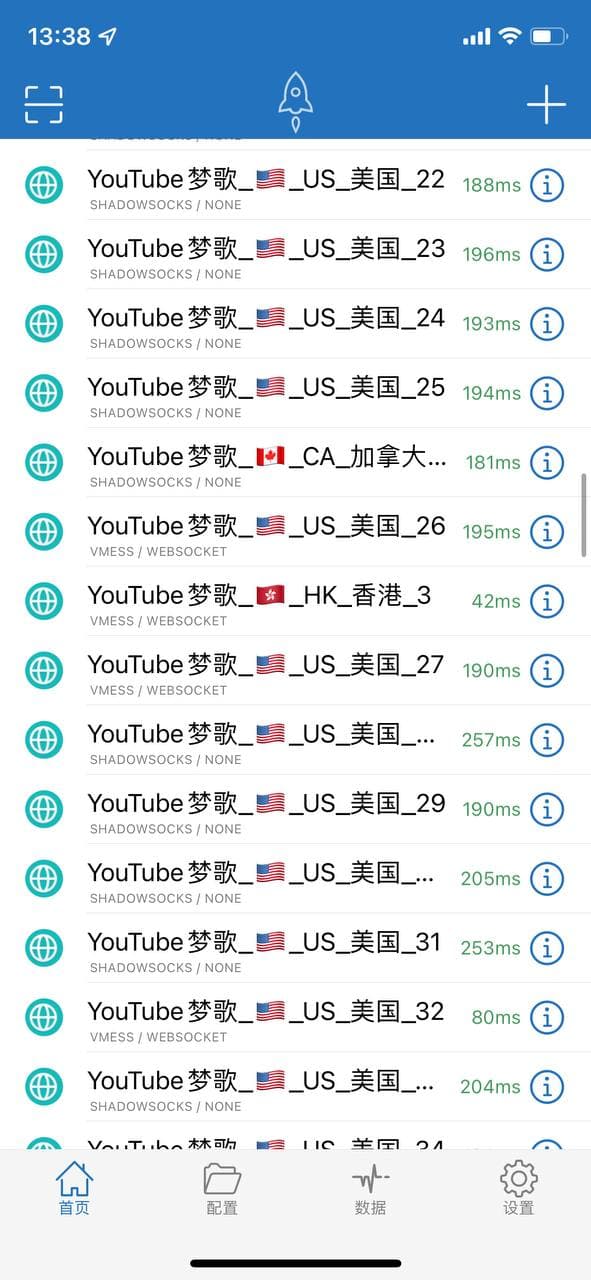 13:38
SHADOWSOCKS / NONE
YouTube梦歌_🇺🇸_US_美国_22
188ms
SHADOWSOCKS / NONE
YouTube梦歌_🇺🇸_US_美国_23
196ms
SHADOWSOCKS / NONE
YouTube梦歌_🇺🇸_US_美国_24
193ms
SHADOWSOCKS / NONE
YouTube梦歌_🇺🇸_US_美国_25
194ms
SHADOWSOCKS / NONE
YouTube梦歌_🇨🇦_CA_加拿大...
181ms
SHADOWSOCKS / NONE
YouTube梦歌_🇺🇸_US_美国_26
195ms
VMESS / WEBSOCKET
YouTube梦歌_🇭🇰_HK_香港_3
42ms
VMESS / WEBSOCKET
YouTube梦歌_🇺🇸_US_美国_27
190ms
VMESS / WEBSOCKET
YouTube梦歌_🇺🇸_US_美国_...
257ms
SHADOWSOCKS / NONE
YouTube梦歌_🇺🇸_US_美国_29
190ms
SHADOWSOCKS / NONE
YouTube梦歌_🇺🇸_US_美国_...
205ms
SHADOWSOCKS / NONE
YouTube梦歌_🇺🇸_US_美国_31
253ms
SHADOWSOCKS / NONE
YouTube梦歌_🇺🇸_US_美国_32
80ms
VMESS / WEBSOCKET
YouTube梦歌_🇺🇸_US_美国_...
204ms
SHADOWSOCKS / NONE
YouTube梦歌_🇺🇸_US_美国_34
首页
配置
数据
设置